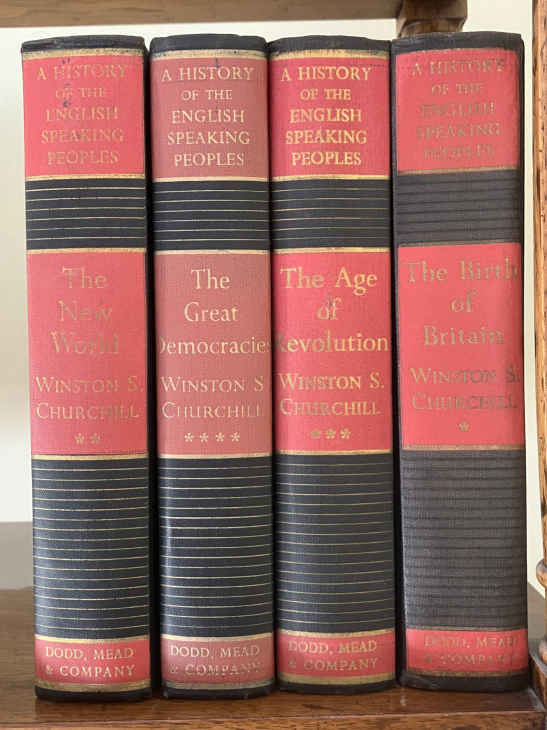 A HISTORY
OF THE
ENGLISH
SPEAKING
PEOPLES
The
New
World
WINSTON S.
CHURCHILL
**
DODD, MEAD
& COMPANY
A HISTORY
OF THE
ENGLISH
SPEAKING
PEOPLES
The
Great
Democracies
WINSTON S
CHURCHILL
****
DODD, MEAD
& COMPANY
A HISTORY
OF THE
ENGLISH
SPEAKING
PEOPLES
The Age
of
Revolution
WINSTON S.
CHURCHILL
***
DODD, MEAD
& COMPANY
A HISTORY
OF THE
ENGLISH
SPEAKING
PEOPLES
The Birth
of
Britain
WINSTON S.
CHURCHILL
*
DODD, MEAD
& COMPANY